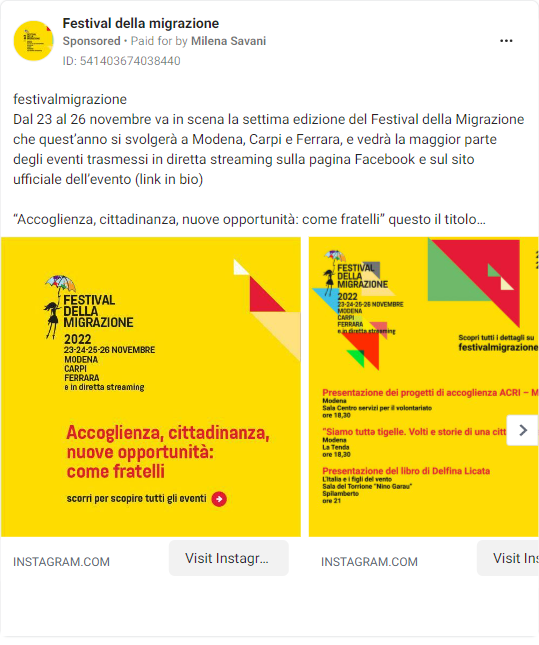 Festival della migrazione
Sponsored • Paid for by Milena Savani
ID: 541403674038440
festivalmigrazione
Dal 23 al 26 novembre va in scena la settima edizione del Festival della Migrazione
che quest’anno si svolgerà a Modena, Carpi e Ferrara, e vedrà la maggior parte
degli eventi trasmessi in diretta streaming sulla pagina Facebook e sul sito
ufficiale dell’evento (link in bio)
“Accoglienza, cittadinanza, nuove opportunità: come fratelli” questo il titolo...
FESTIVAL
DELLA
MIGRAZIONE
2022
23-24-25-26 NOVEMBRE
MODENA
CARPI
FERRARA
e in diretta streaming
Accoglienza, cittadinanza,
nuove opportunità:
come fratelli
scorri per scopire tutti gli eventi
INSTAGRAM.COM
Visit Instagr...
FESTIVAL
DELLA
MIGRAZIONE
2022
23-24-25-26 NOVEMBRE
MODENA
CARPI
FERRARA
e in diretta streaming
Scopri tutti i dettagli su
festivalmigrazione
Presentazione dei progetti di accoglienza ACRI – M
Modena
Sala Centro servizi per il volontariato
ore 18,30
"Siamo tuttə tigelle. Volti e storie di una citt
Modena
La Tenda
ore 18,30
Presentazione del libro di Delfina Licata
L'Italia e i figli del vento
Sala del Torrione "Nino Garau"
Spilamberto
ore 21
INSTAGRAM.COM
Visit Ins